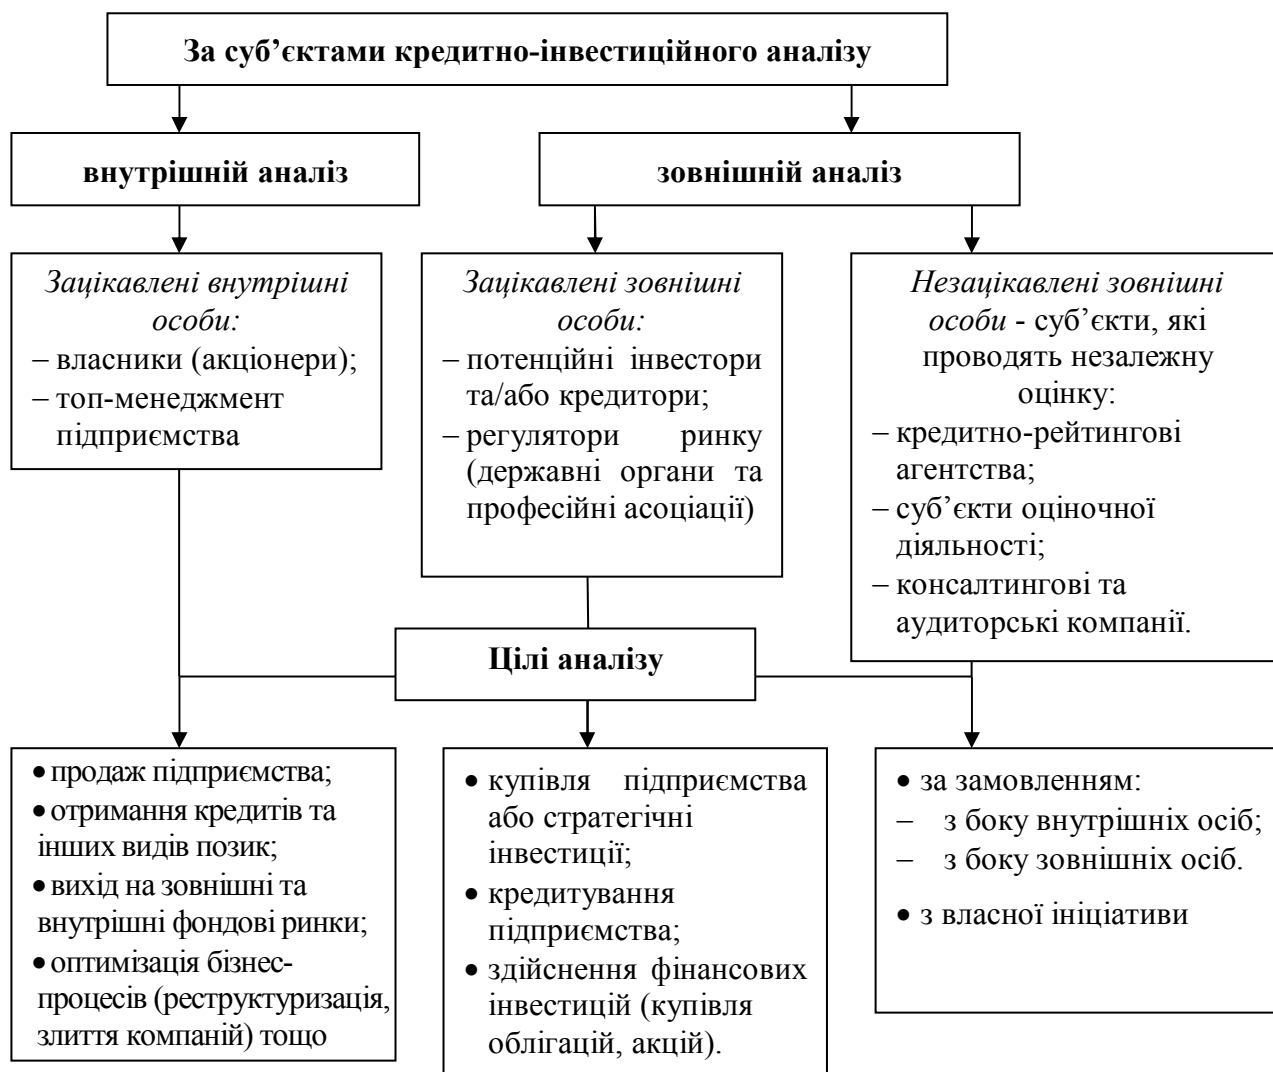 За суб’єктами кредитно-інвестиційного аналізу
внутрішній аналіз
зовнішній аналіз
Зацікавлені внутрішні
особи:
– власники (акціонери);
– топ-менеджмент
підприємства
Зацікавлені зовнішні
особи:
– потенційні інвестори
та/або кредитори;
– регулятори ринку
(державні органи та
професійні асоціації)
Незацікавлені зовнішні
особи - суб’єкти, які
проводять незалежну
оцінку:
– кредитно-рейтингові
агентства;
– суб’єкти оціночної
діяльності;
– консалтингові та
аудиторські компанії.
Цілі аналізу
• продаж підприємства;
• отримання кредитів та
інших видів позик;
• вихід на зовнішні та
внутрішні фондові ринки;
• оптимізація бізнес-
процесів (реструктуризація,
злиття компаній) тощо
• купівля підприємства
або стратегічні
інвестиції;
• кредитування
підприємства;
• здійснення фінансових
інвестицій (купівля
облігацій, акцій).
• за замовленням:
– з боку внутрішніх осіб;
– з боку зовнішніх осіб.
• з власної ініціативи